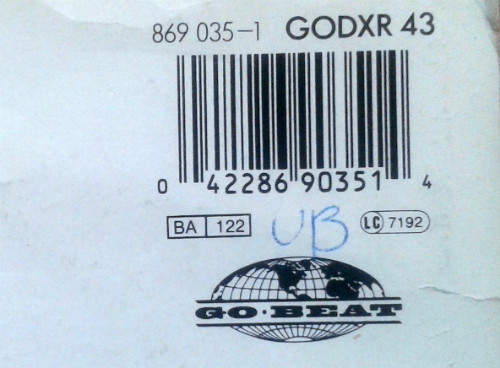 869 035-1 GODXR 43
0 42286 90351 4
BA 122 UB LC 7192
GO·BEAT